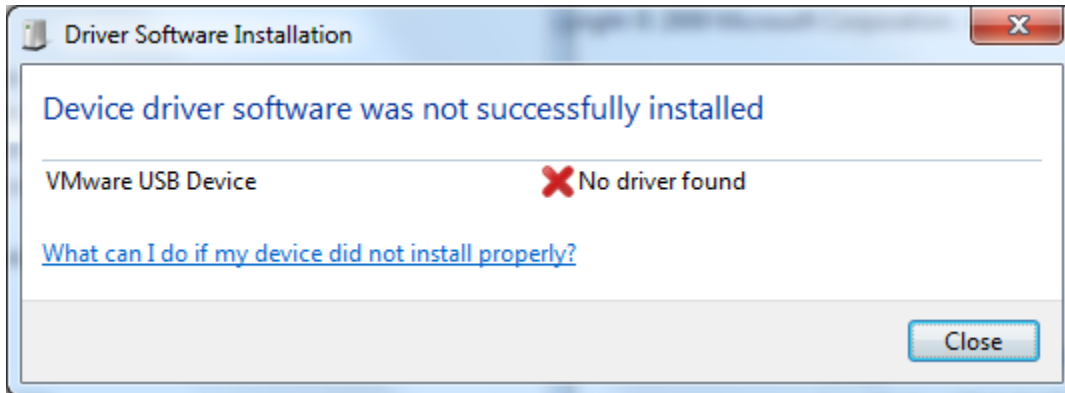 Driver Software Installation
Device driver software was not successfully installed
VMware USB Device No driver found
What can I do if my device did not install properly?
Close